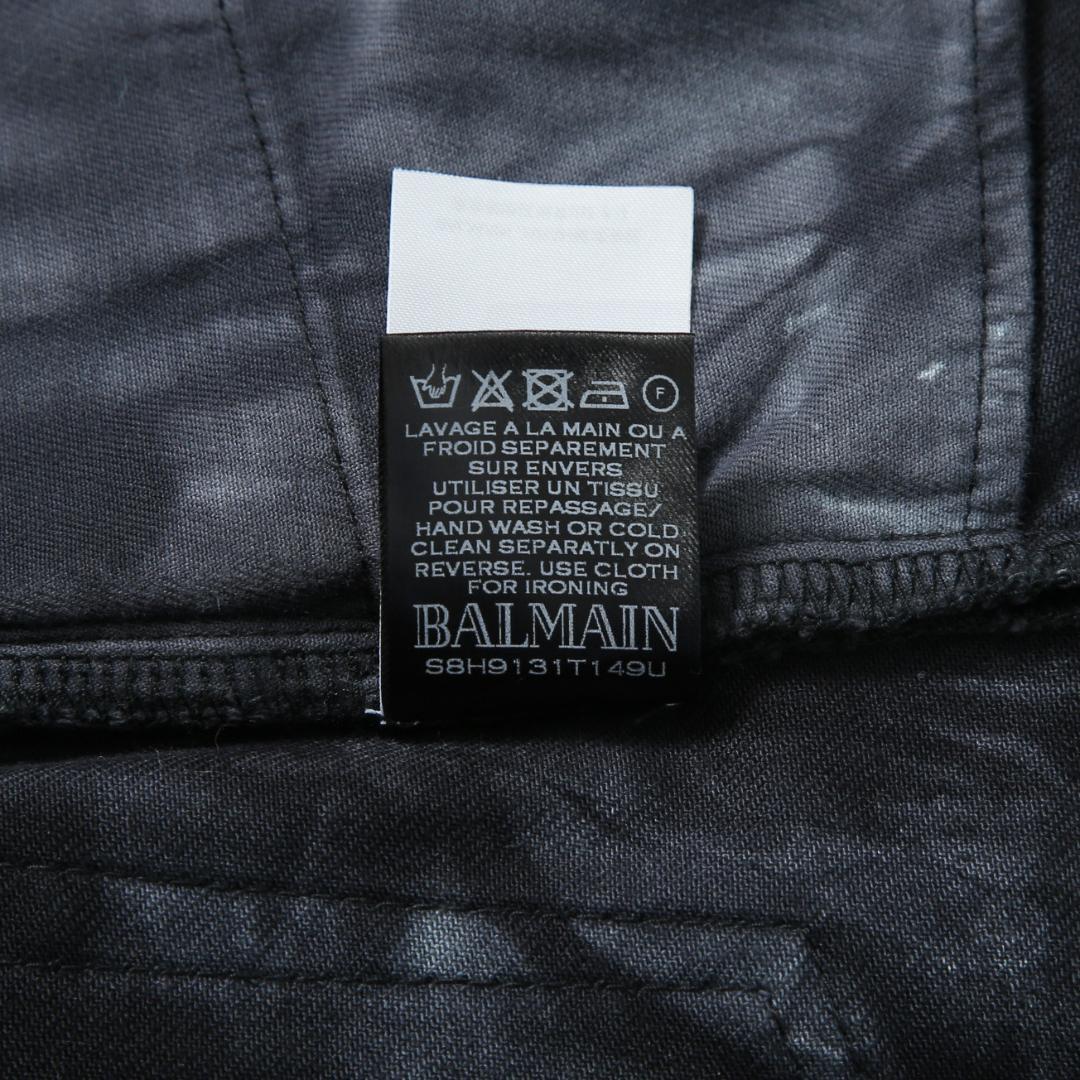 F
LAVAGE A LA MAIN OU A
FROID SEPAREMENT
SUR ENVERS
UTILISER UN TISSU
POUR REPASSAGE/
HAND WASH OR COLD
CLEAN SEPARATLY ON
REVERSE. USE CLOTH
FOR IRONING
BALMAIN
S8H9131T149U